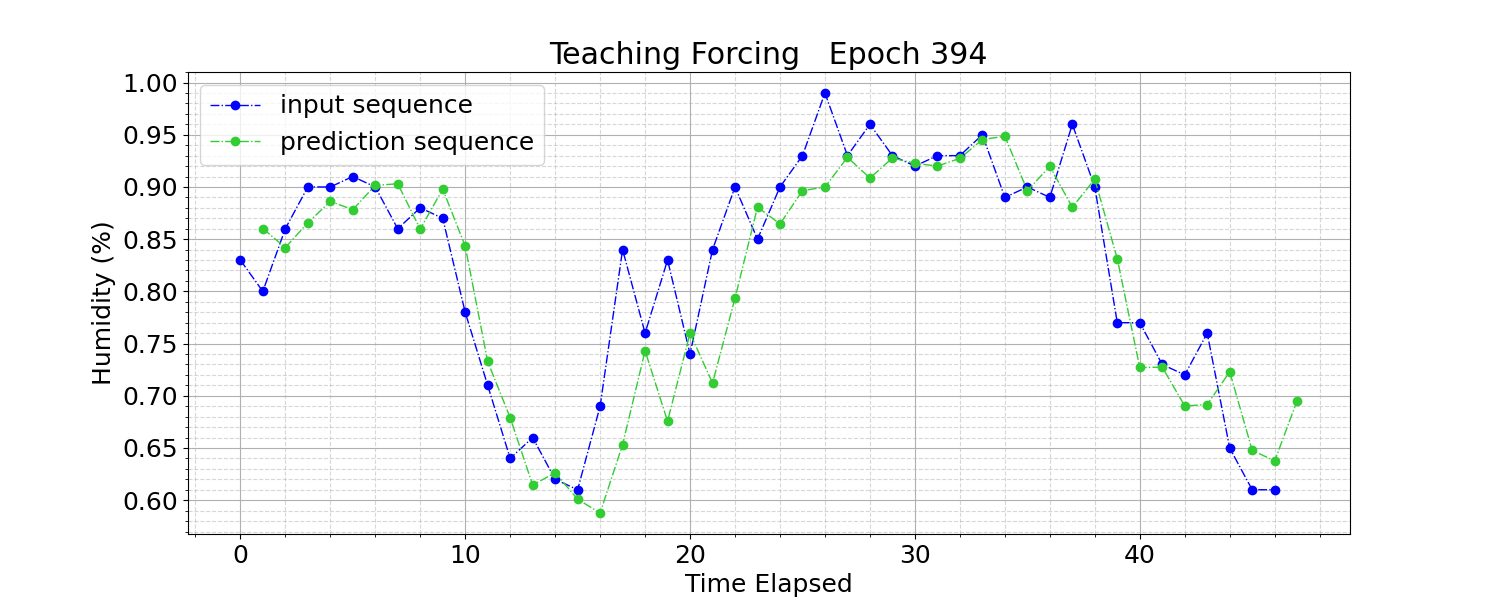 Teaching Forcing   Epoch 394
input sequence
prediction sequence
Humidity (%)
1.00
0.95
0.90
0.85
0.80
0.75
0.70
0.65
0.60
0 10 20 30 40
Time Elapsed